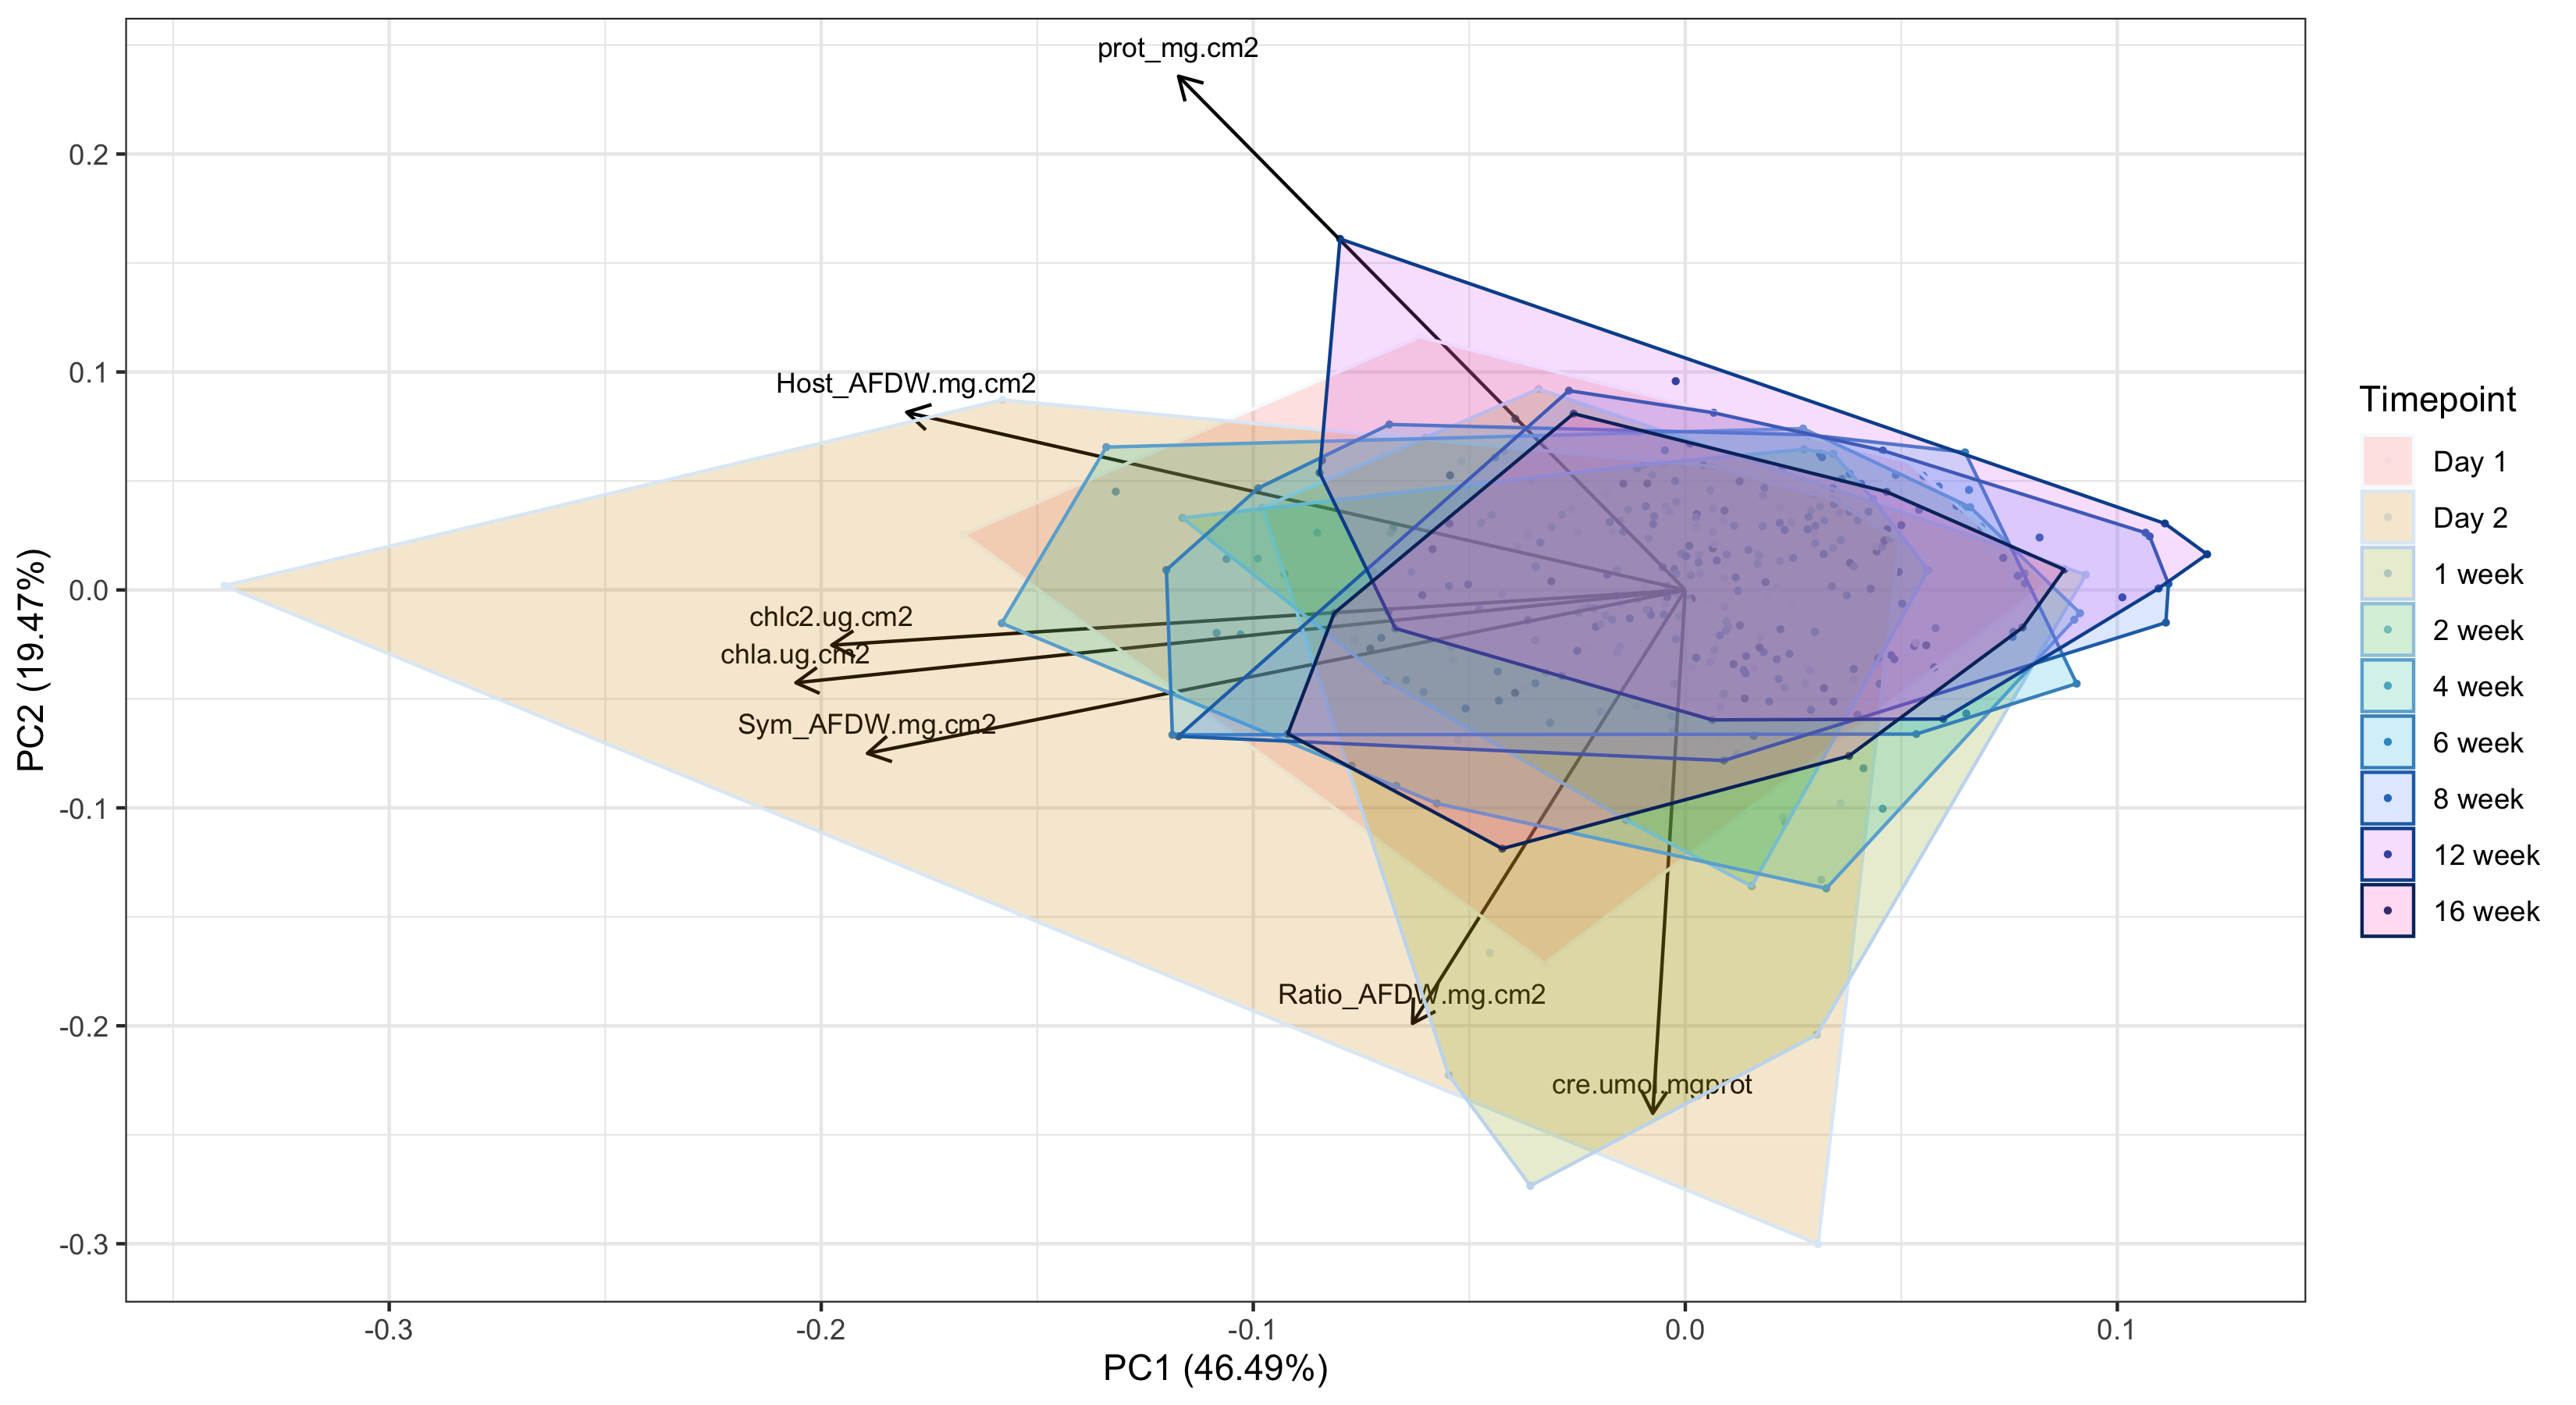 prot_mg.cm2
Host_AFDW.mg.cm2
chlc2.ug.cm2
chla.ug.cm2
Sym_AFDW.mg.cm2
Ratio_AFDW.mg.cm2
cre.umol.mgprot
PC2 (19.47%)
0.2
0.1
0.0
-0.1
-0.2
-0.3
-0.3
-0.2
-0.1
0.0
0.1
PC1 (46.49%)
Timepoint
Day 1
Day 2
1 week
2 week
4 week
6 week
8 week
12 week
16 week